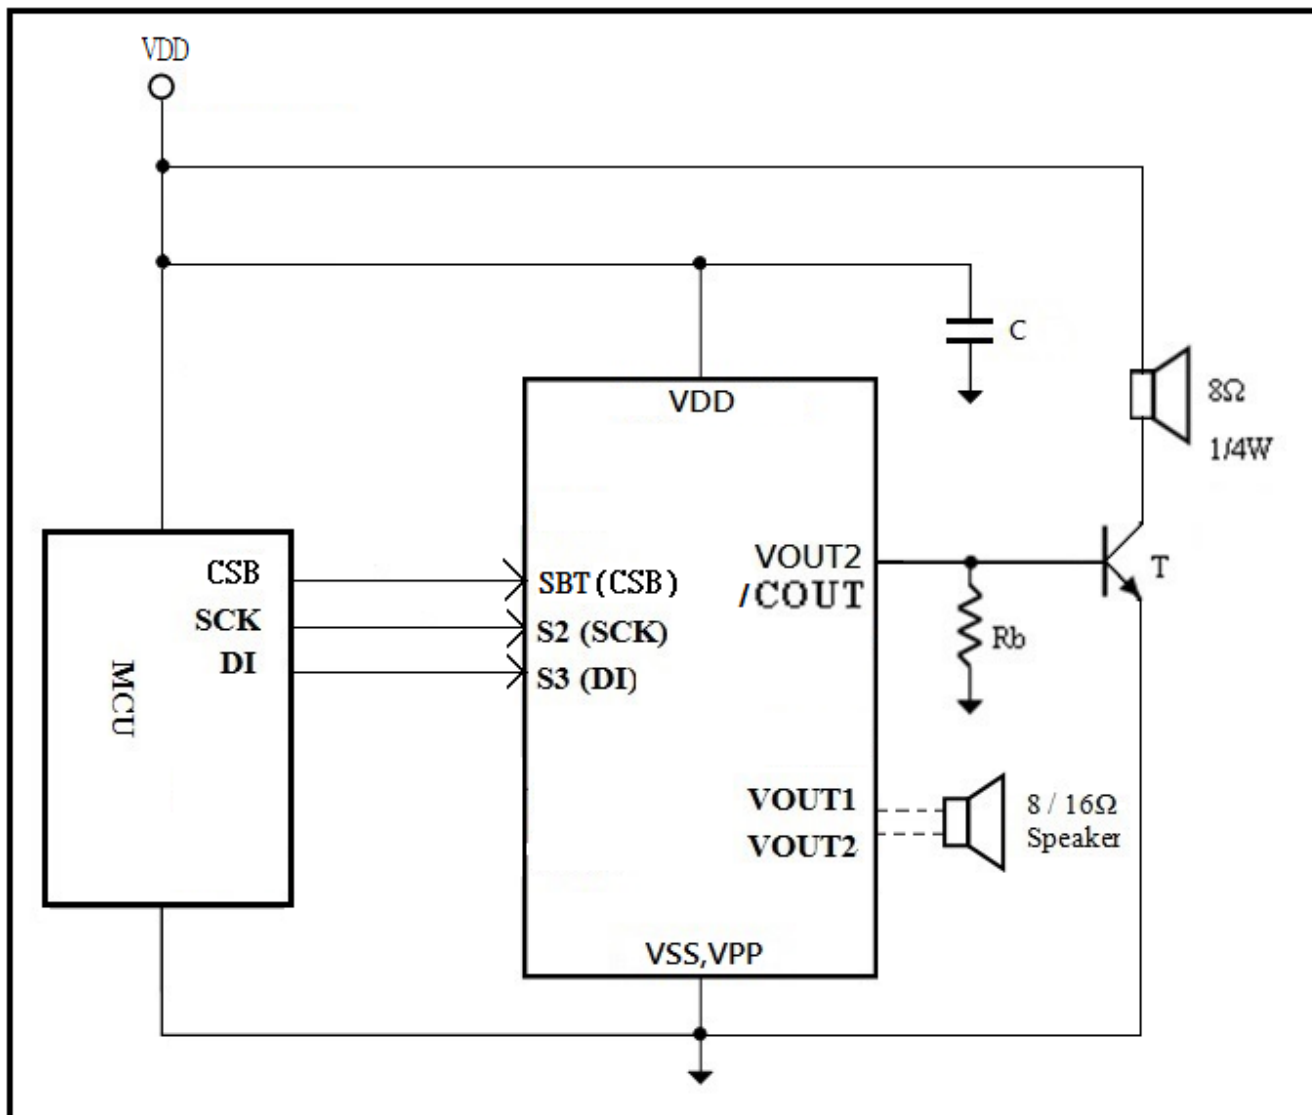 VDD
C
VDD
8Ω
1/4W
CSB
SCK
DI
MCU
SBT (CSB)
S2 (SCK)
S3 (DI)
VOUT2
/COUT
T
Rb
VOUT1
VOUT2
8 / 16Ω
Speaker
VSS,VPP